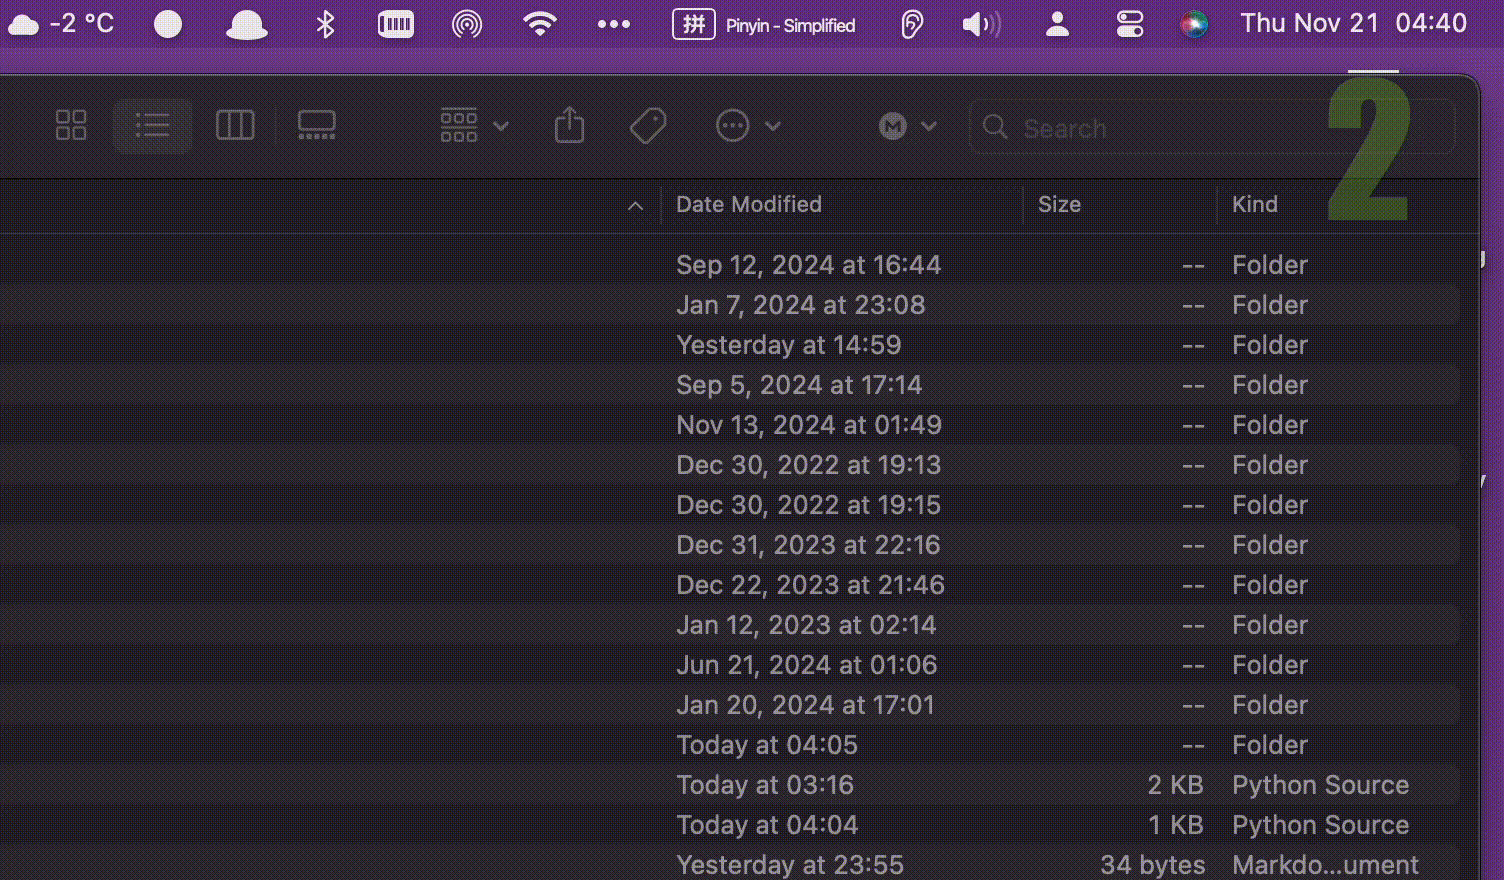 -2 °C 拼 Pinyin - Simplified Thu Nov 21 04:40
Search
2
Date Modified Size Kind
Sep 12, 2024 at 16:44 -- Folder
Jan 7, 2024 at 23:08 -- Folder
Yesterday at 14:59 -- Folder
Sep 5, 2024 at 17:14 -- Folder
Nov 13, 2024 at 01:49 -- Folder
Dec 30, 2022 at 19:13 -- Folder
Dec 30, 2022 at 19:15 -- Folder
Dec 31, 2023 at 22:16 -- Folder
Dec 22, 2023 at 21:46 -- Folder
Jan 12, 2023 at 02:14 -- Folder
Jun 21, 2024 at 01:06 -- Folder
Jan 20, 2024 at 17:01 -- Folder
Today at 04:05 -- Folder
Today at 03:16 2 KB Python Source
Today at 04:04 1 KB Python Source
Yesterday at 23:55 34 bytes Markdo...ument